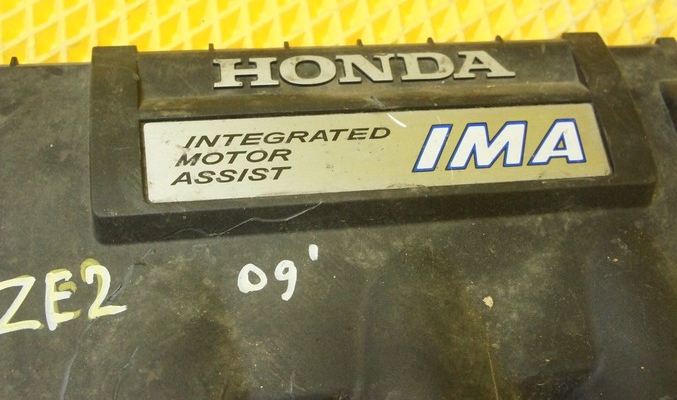 HONDA
INTEGRATED
MOTOR
ASSIST
IMA
ZE2
09'